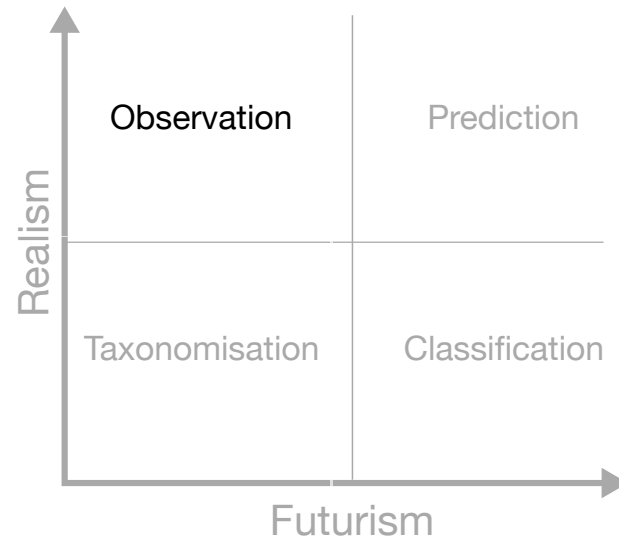 Observation
Prediction
Realism
Taxonomisation
Classification
Futurism